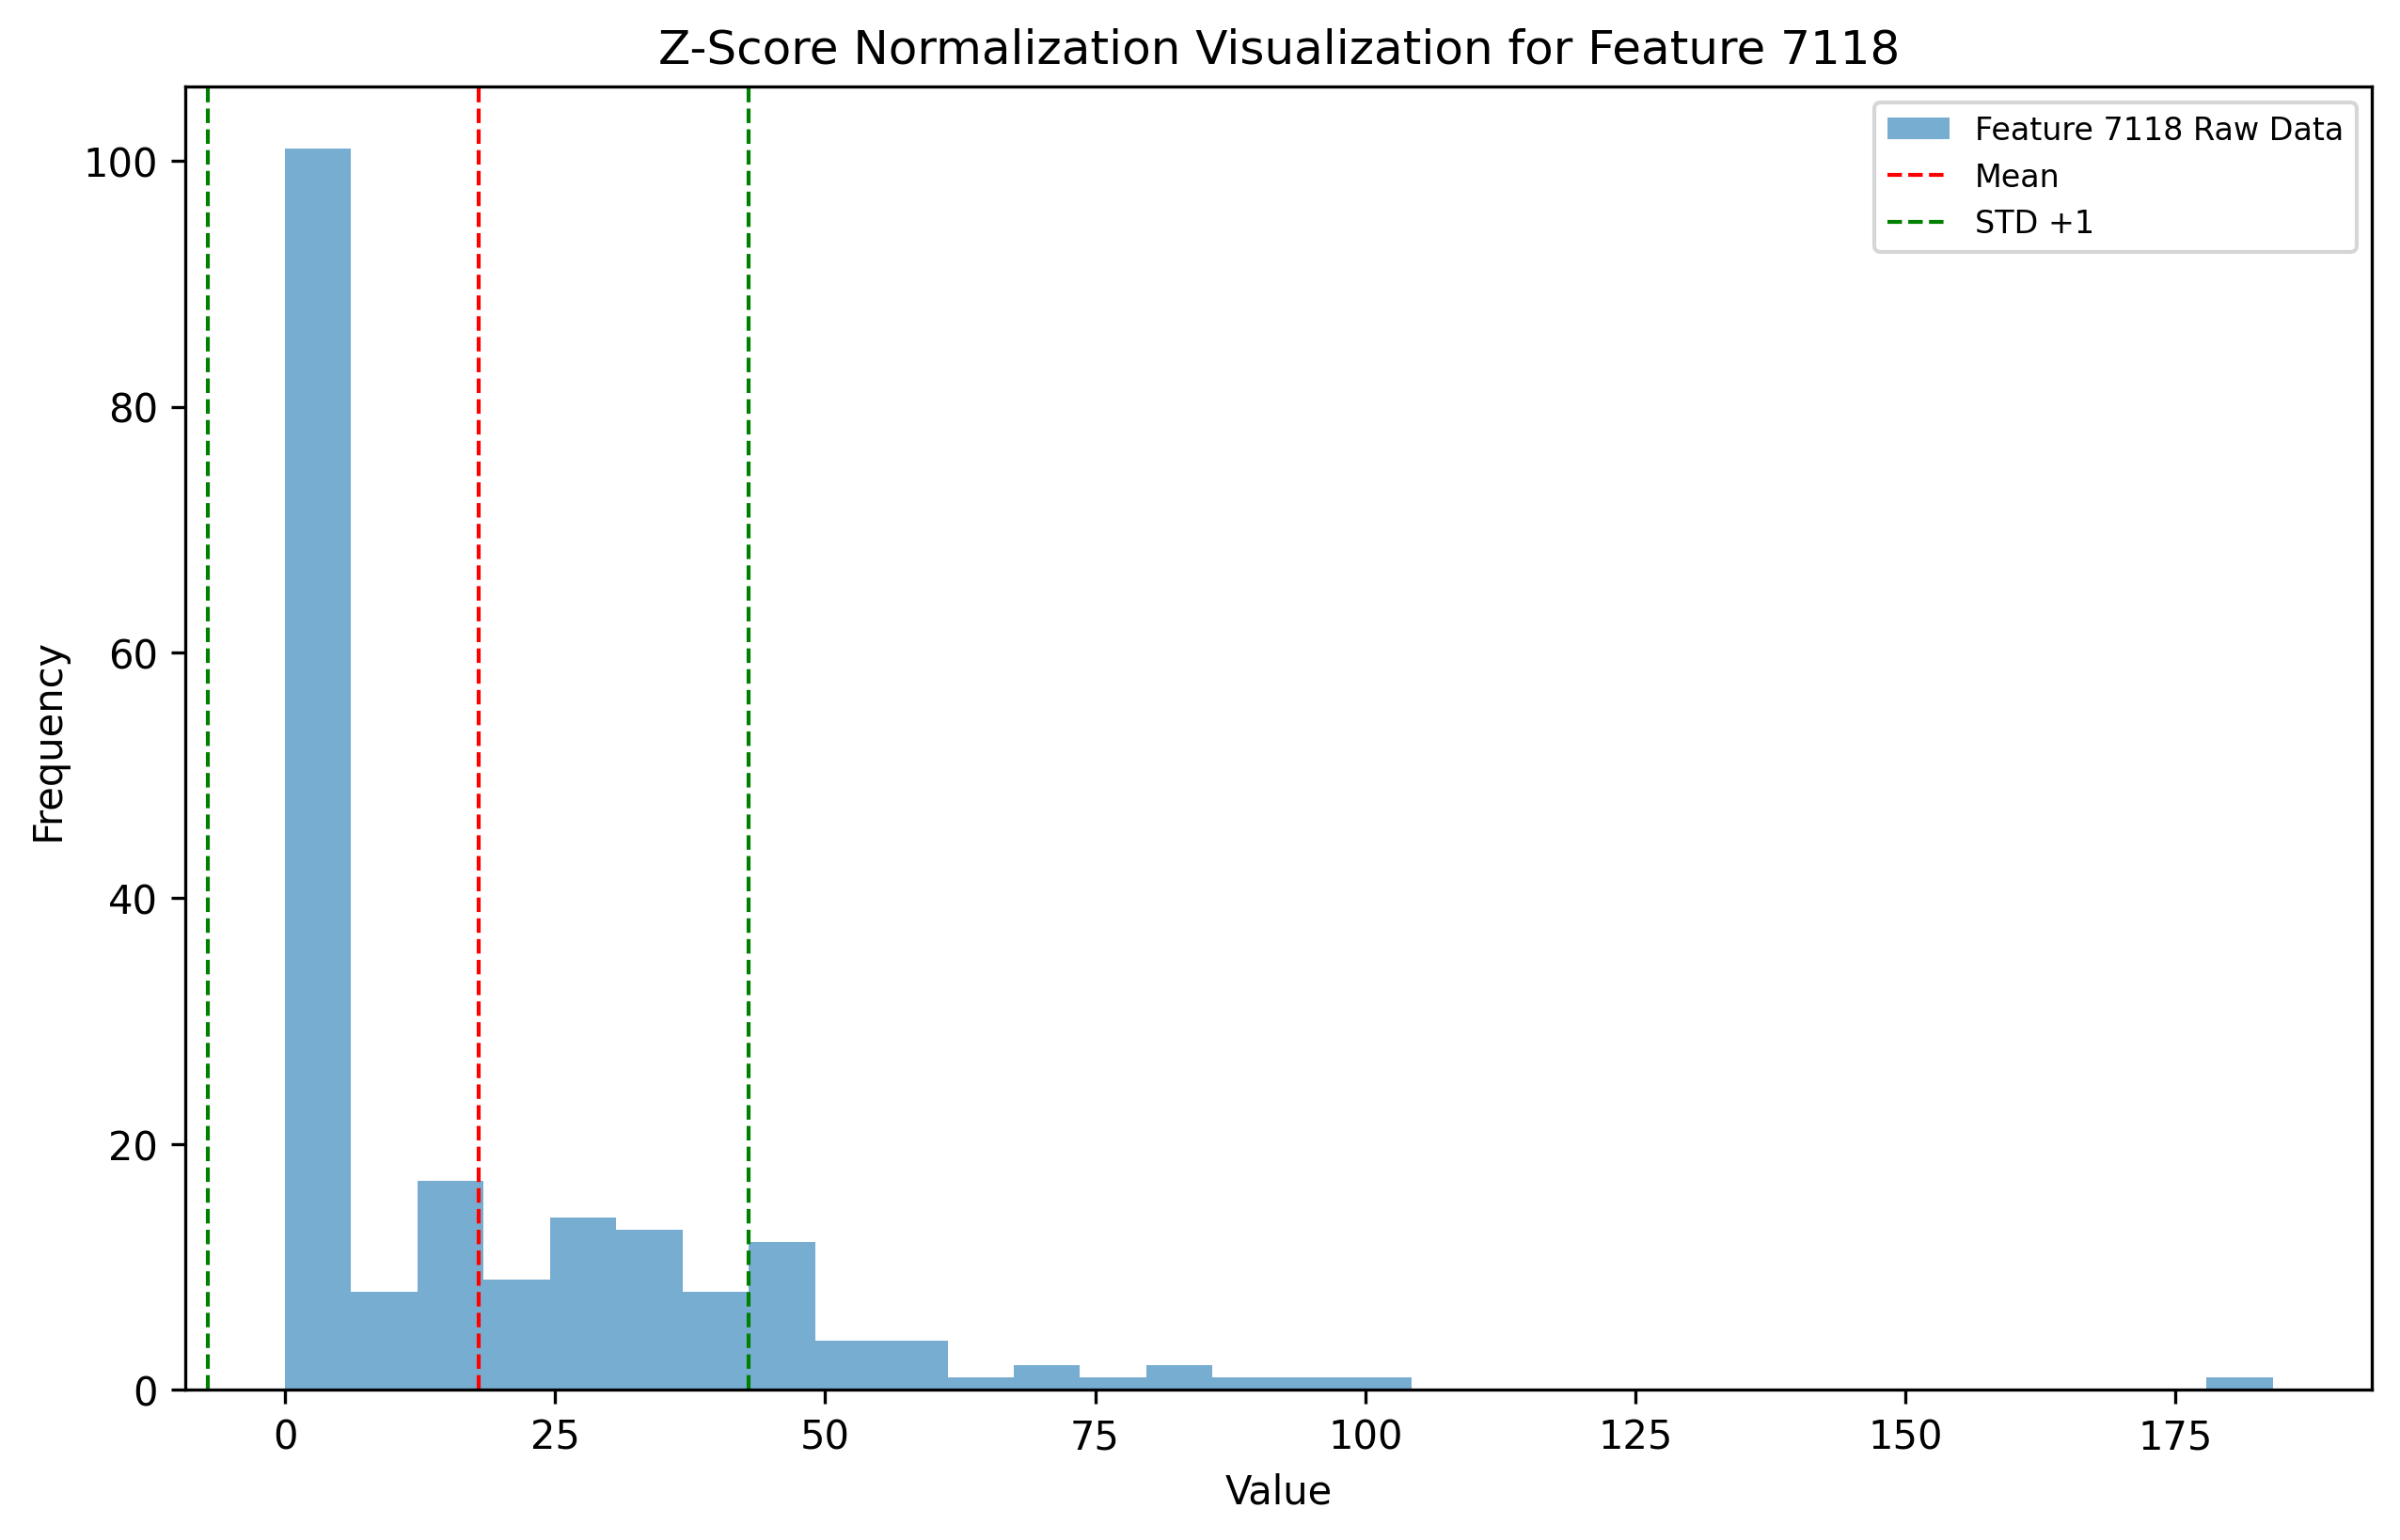 Z-Score Normalization Visualization for Feature 7118
Feature 7118 Raw Data
Mean
STD +1
Frequency
100
80
60
40
20
0
0 25 50 75 100 125 150 175
Value